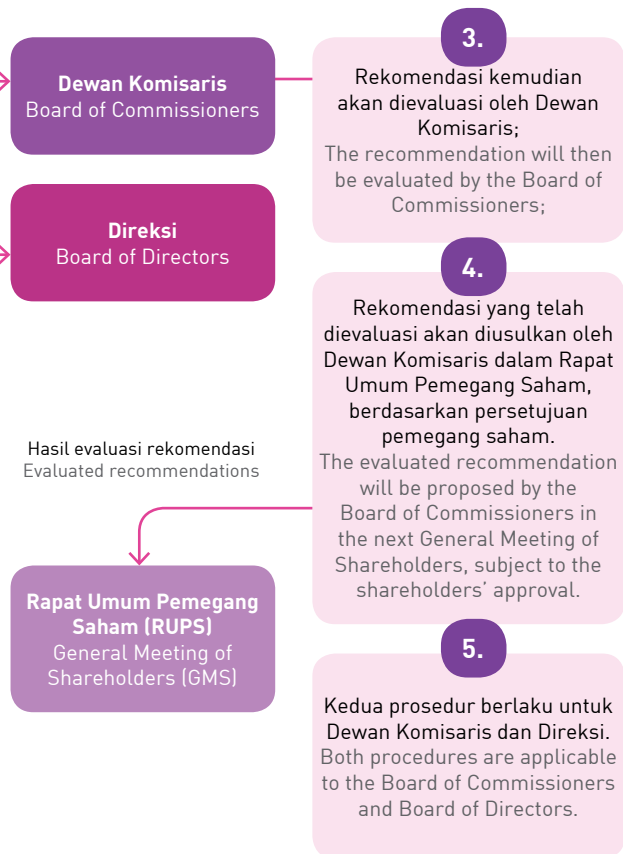 Dewan Komisaris
Board of Commissioners
Direksi
Board of Directors
Hasil evaluasi rekomendasi
Evaluated recommendations
Rapat Umum Pemegang
Saham (RUPS)
General Meeting of
Shareholders (GMS)
3.
Rekomendasi kemudian
akan dievaluasi oleh Dewan
Komisaris;
The recommendation will then
be evaluated by the Board of
Commissioners;
4.
Rekomendasi yang telah
dievaluasi akan diusulkan oleh
Dewan Komisaris dalam Rapat
Umum Pemegang Saham,
berdasarkan persetujuan
pemegang saham.
The evaluated recommendation
will be proposed by the
Board of Commissioners in
the next General Meeting of
Shareholders, subject to the
shareholders’ approval.
5.
Kedua prosedur berlaku untuk
Dewan Komisaris dan Direksi.
Both procedures are applicable
to the Board of Commissioners
and Board of Directors.